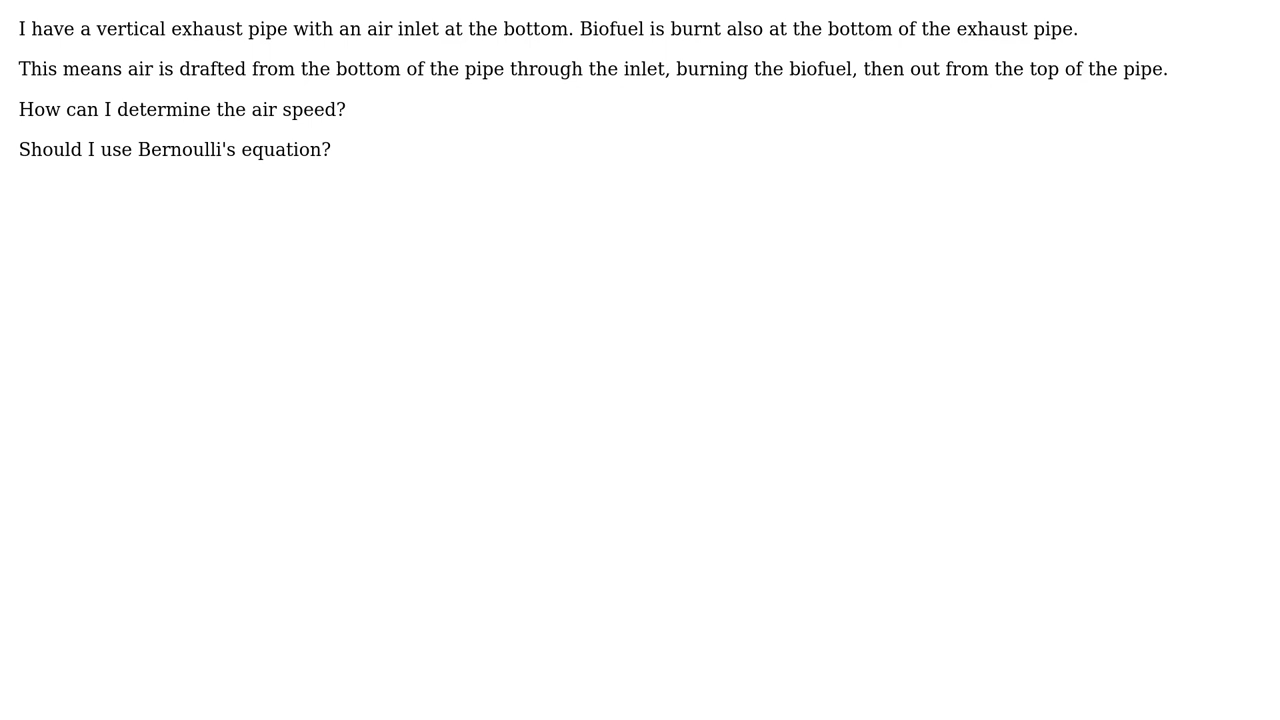 I have a vertical exhaust pipe with an air inlet at the bottom. Biofuel is burnt also at the bottom of the exhaust pipe.
This means air is drafted from the bottom of the pipe through the inlet, burning the biofuel, then out from the top of the pipe.
How can I determine the air speed?
Should I use Bernoulli's equation?